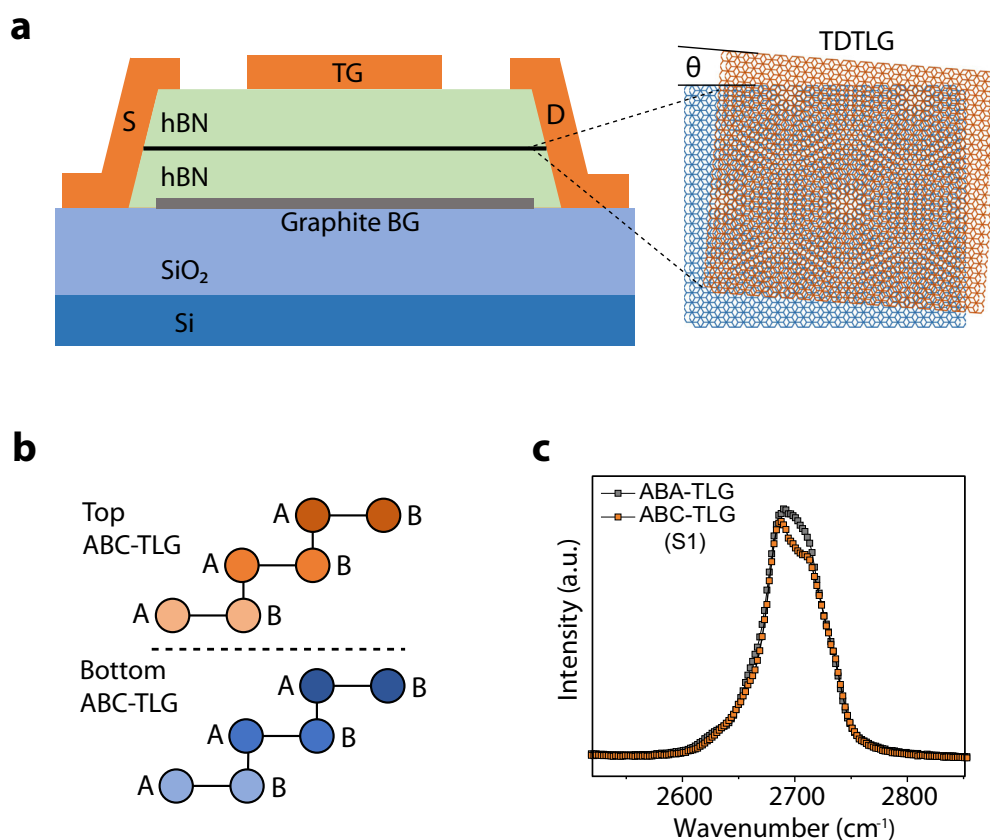 a
TG
S
D
hBN
hBN
Graphite BG
SiO₂
Si
TDTLG
θ
b
Top
ABC-TLG
A
B
A
B
A
B
Bottom
ABC-TLG
A
B
A
B
A
B
c
ABA-TLG
ABC-TLG
(S1)
Intensity (a.u.)
2600 2700 2800
Wavenumber (cm⁻¹)